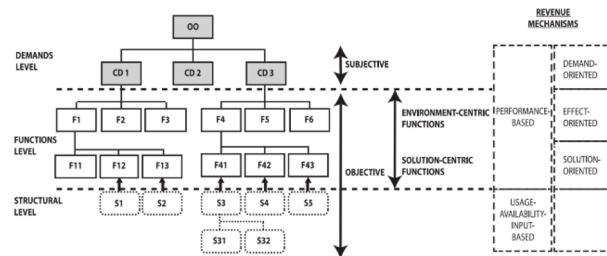 REVENUE
MECHANISMS
OO
DEMANDS
LEVEL
SUBJECTIVE
DEMAND-
ORIENTED
CD 1
CD 2
CD 3
F1
F2
F3
F4
F5
F6
ENVIRONMENT-CENTRIC
FUNCTIONS
PERFORMANCE-
BASED
EFFECT-
ORIENTED
FUNCTIONS
LEVEL
F11
F12
F13
F41
F42
F43
SOLUTION-CENTRIC
FUNCTIONS
SOLUTION-
ORIENTED
OBJECTIVE
STRUCTURAL
LEVEL
S1
S2
S3
S4
S5
S31
S32
USAGE-
AVAILABILITY-
INPUT-
BASED